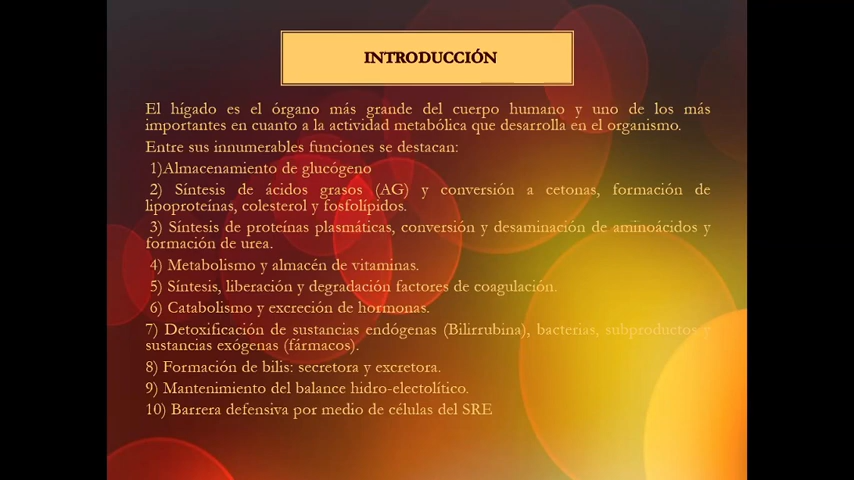 INTRODUCCIÓN
El hígado es el órgano más grande del cuerpo humano y uno de los más
importantes en cuanto a la actividad metabólica que desarrolla en el organismo.
Entre sus innumerables funciones se destacan:
1)Almacenamiento de glucógeno
2) Síntesis de ácidos grasos (AG) y conversión a cetonas, formación de
lipoproteínas, colesterol y fosfolípidos.
3) Síntesis de proteínas plasmáticas, conversión y desaminación de aminoácidos y
formación de urea.
4) Metabolismo y almacén de vitaminas.
5) Síntesis, liberación y degradación factores de coagulación.
6) Catabolismo y excreción de hormonas.
7) Detoxificación de sustancias endógenas (Bilirrubina), bacterias, subproductos y
sustancias exógenas (fármacos).
8) Formación de bilis: secretora y excretora.
9) Mantenimiento del balance hidro-electolítico.
10) Barrera defensiva por medio de células del SRE